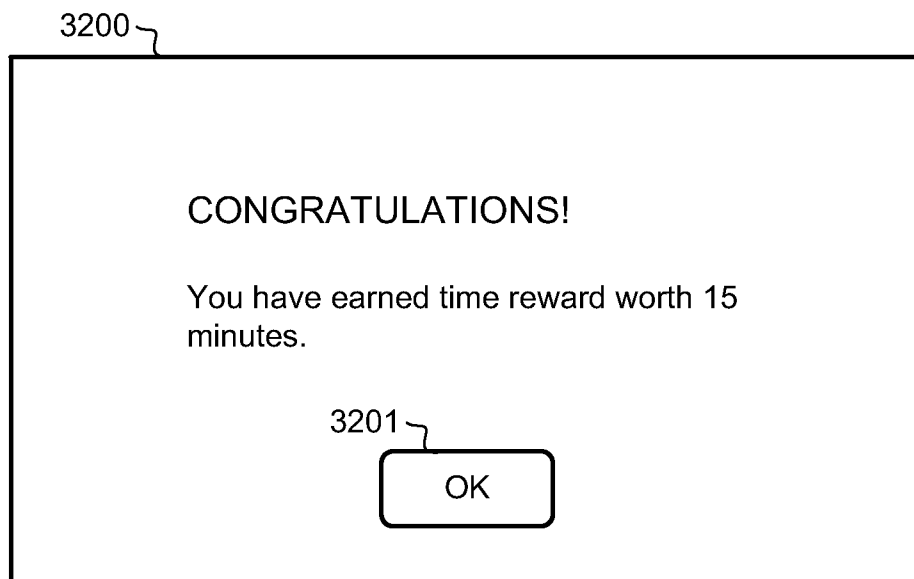 3200
CONGRATULATIONS!
You have earned time reward worth 15
minutes.
3201
OK